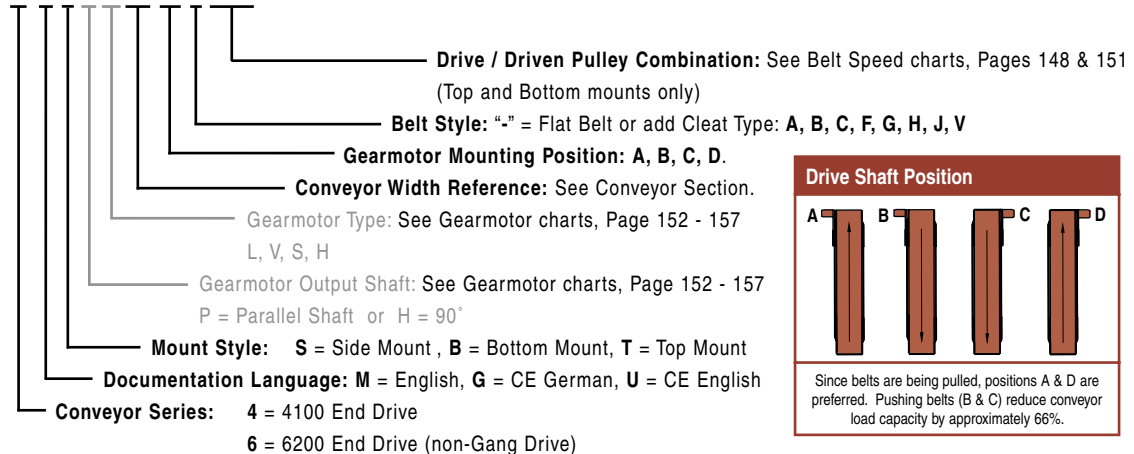 Drive / Driven Pulley Combination: See Belt Speed charts, Pages 148 & 151
(Top and Bottom mounts only)
Belt Style: “-” = Flat Belt or add Cleat Type: A, B, C, F, G, H, J, V
Gearmotor Mounting Position: A, B, C, D.
Conveyor Width Reference: See Conveyor Section.
Gearmotor Type: See Gearmotor charts, Page 152 - 157
L, V, S, H
Gearmotor Output Shaft: See Gearmotor charts, Page 152 - 157
P = Parallel Shaft or H = 90˚
Mount Style: S = Side Mount , B = Bottom Mount, T = Top Mount
Documentation Language: M = English, G = CE German, U = CE English
Conveyor Series: 4 = 4100 End Drive
6 = 6200 End Drive (non-Gang Drive)
Drive Shaft Position
A B C D
Since belts are being pulled, positions A & D are
preferred. Pushing belts (B & C) reduce conveyor
load capacity by approximately 66%.